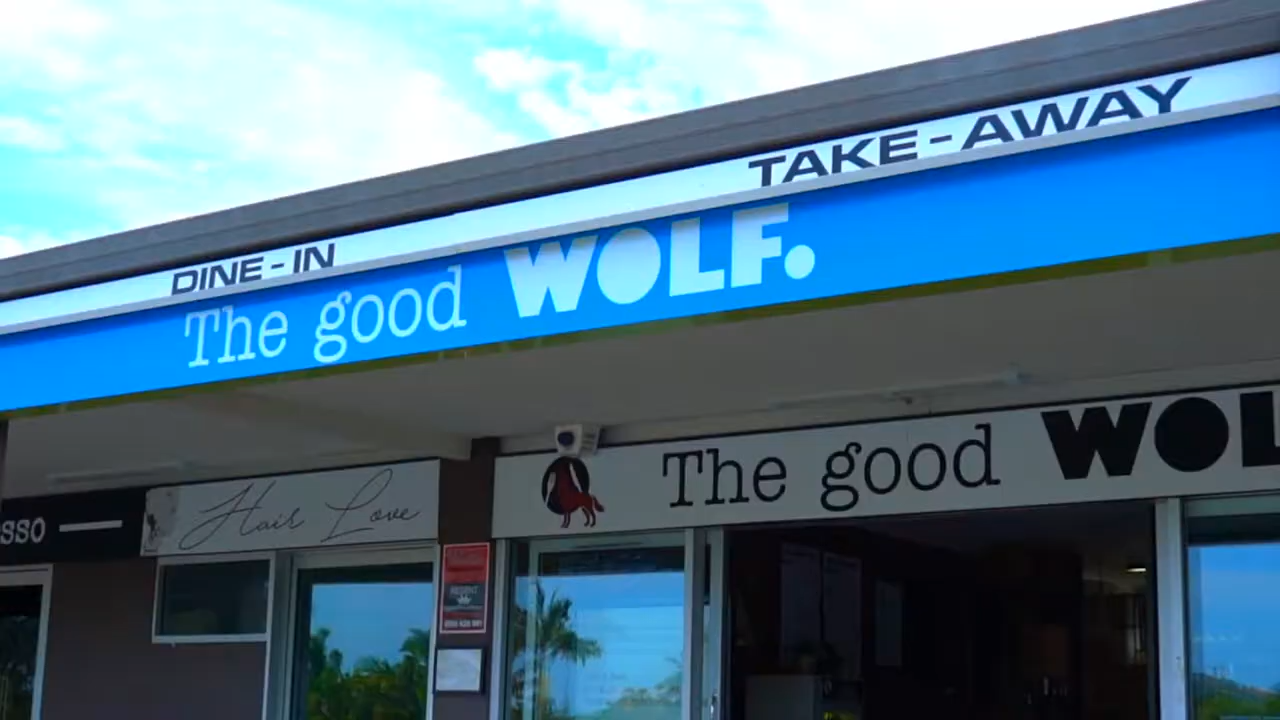 DINE-IN
TAKE-AWAY
The good WOLF.
SSO
Hair Love
The good WOL